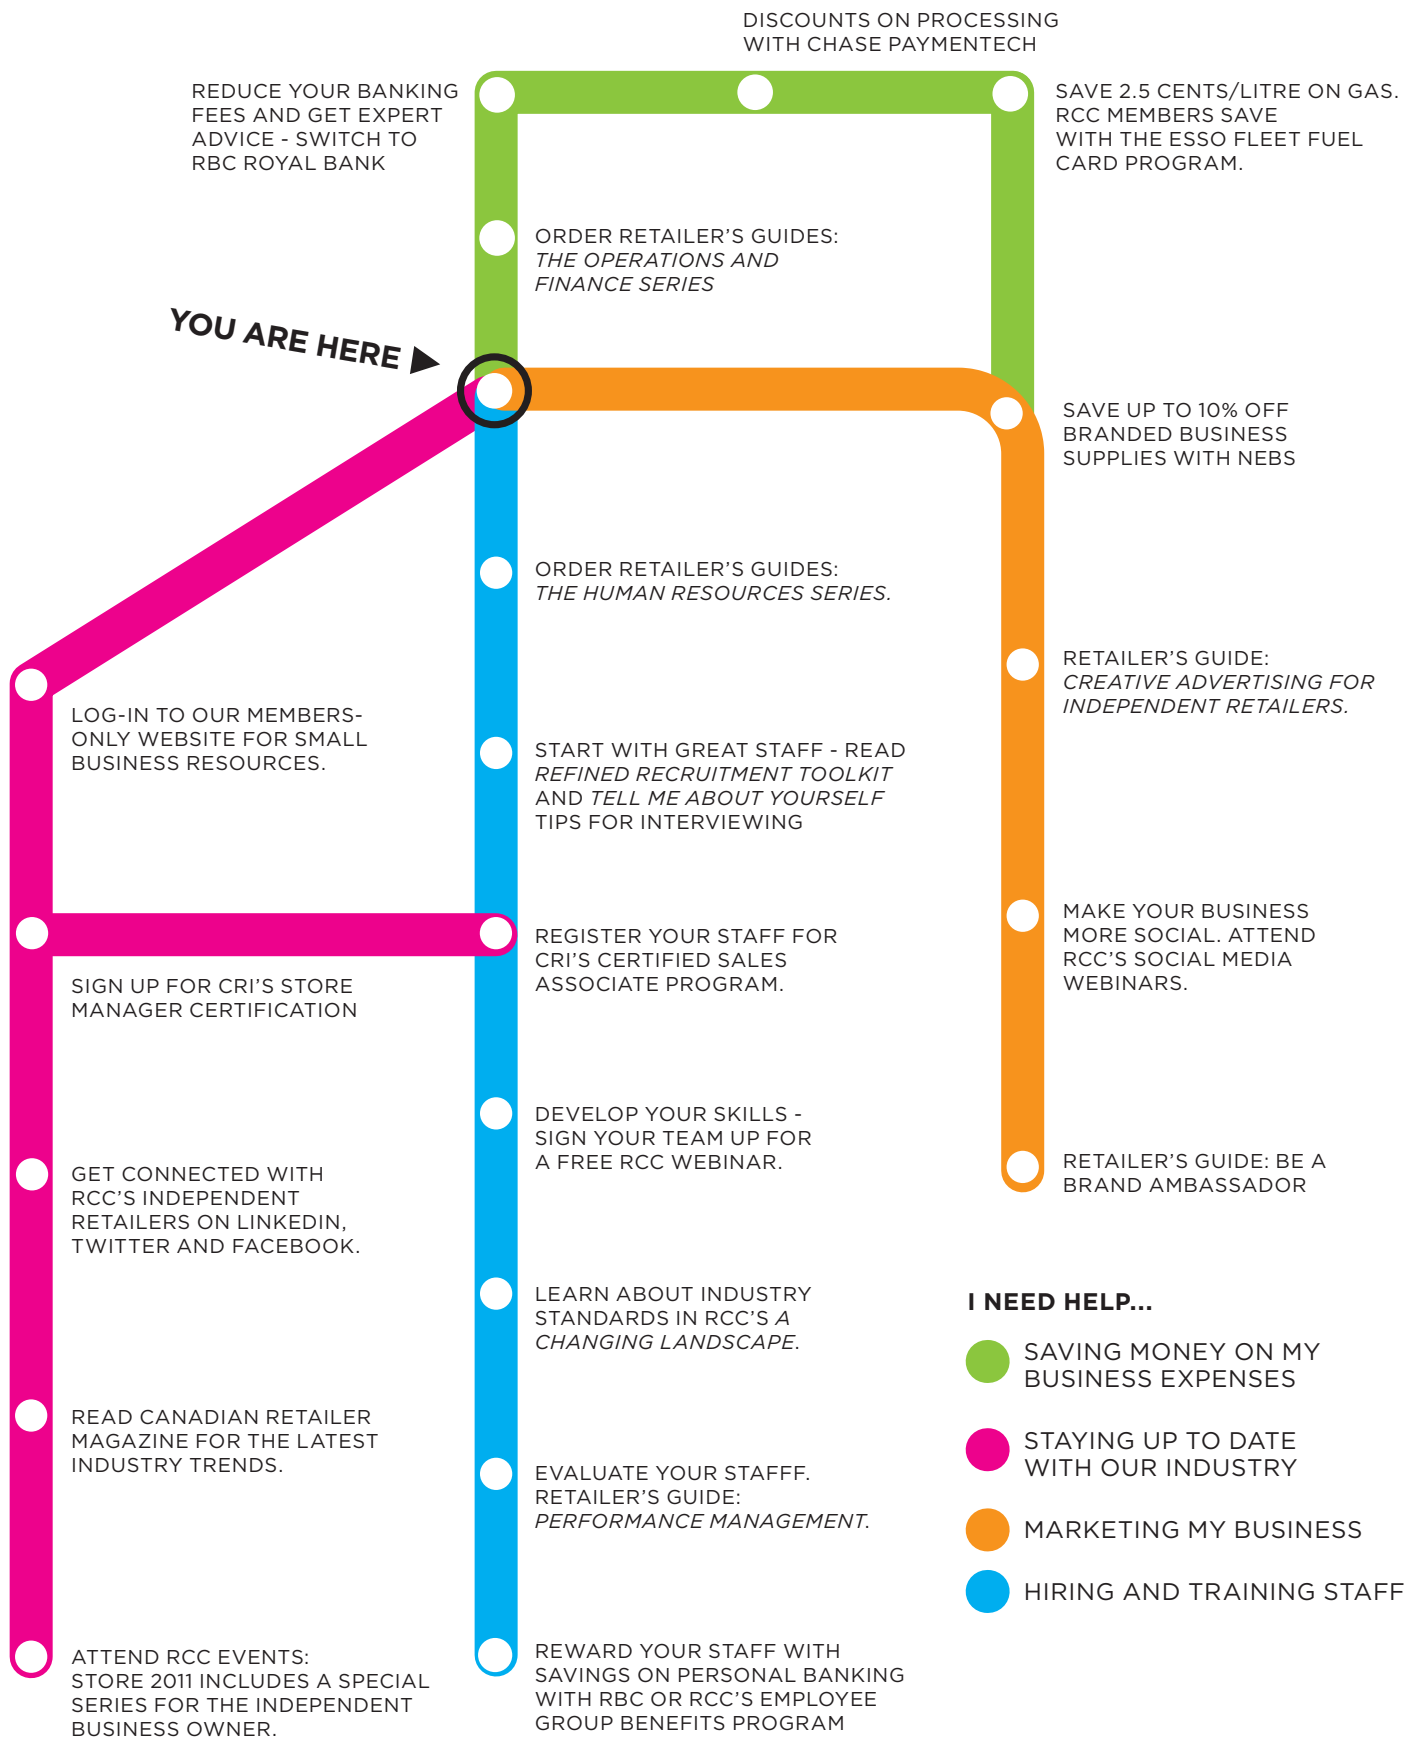 DISCOUNTS ON PROCESSING
WITH CHASE PAYMENTECH
REDUCE YOUR BANKING
FEES AND GET EXPERT
ADVICE - SWITCH TO
RBC ROYAL BANK
SAVE 2.5 CENTS/LITRE ON GAS.
RCC MEMBERS SAVE
WITH THE ESSO FLEET FUEL
CARD PROGRAM.
ORDER RETAILER'S GUIDES:
THE OPERATIONS AND
FINANCE SERIES
YOU ARE HERE
SAVE UP TO 10% OFF
BRANDED BUSINESS
SUPPLIES WITH NEBS
ORDER RETAILER'S GUIDES:
THE HUMAN RESOURCES SERIES.
RETAILER'S GUIDE:
CREATIVE ADVERTISING FOR
INDEPENDENT RETAILERS.
LOG-IN TO OUR MEMBERS-
ONLY WEBSITE FOR SMALL
BUSINESS RESOURCES.
START WITH GREAT STAFF - READ
REFINED RECRUITMENT TOOLKIT
AND TELL ME ABOUT YOURSELF
TIPS FOR INTERVIEWING
MAKE YOUR BUSINESS
MORE SOCIAL. ATTEND
RCC'S SOCIAL MEDIA
WEBINARS.
REGISTER YOUR STAFF FOR
CRI'S CERTIFIED SALES
ASSOCIATE PROGRAM.
SIGN UP FOR CRI'S STORE
MANAGER CERTIFICATION
DEVELOP YOUR SKILLS -
SIGN YOUR TEAM UP FOR
A FREE RCC WEBINAR.
RETAILER'S GUIDE: BE A
BRAND AMBASSADOR
GET CONNECTED WITH
RCC'S INDEPENDENT
RETAILERS ON LINKEDIN,
TWITTER AND FACEBOOK.
LEARN ABOUT INDUSTRY
STANDARDS IN RCC'S A
CHANGING LANDSCAPE.
READ CANADIAN RETAILER
MAGAZINE FOR THE LATEST
INDUSTRY TRENDS.
EVALUATE YOUR STAFFF.
RETAILER'S GUIDE:
PERFORMANCE MANAGEMENT.
ATTEND RCC EVENTS:
STORE 2011 INCLUDES A SPECIAL
SERIES FOR THE INDEPENDENT
BUSINESS OWNER.
REWARD YOUR STAFF WITH
SAVINGS ON PERSONAL BANKING
WITH RBC OR RCC'S EMPLOYEE
GROUP BENEFITS PROGRAM
I NEED HELP...
SAVING MONEY ON MY
BUSINESS EXPENSES
STAYING UP TO DATE
WITH OUR INDUSTRY
MARKETING MY BUSINESS
HIRING AND TRAINING STAFF